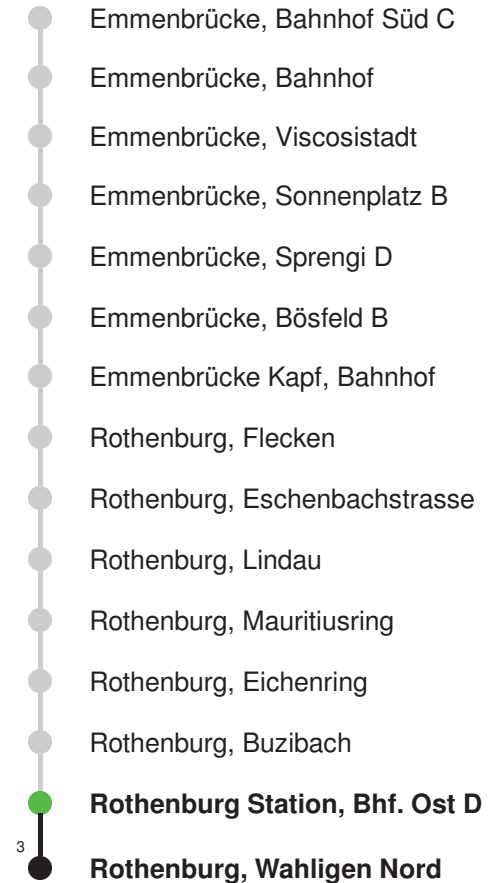 Emmenbrücke, Bahnhof Süd C
Emmenbrücke, Bahnhof
Emmenbrücke, Viscosistadt
Emmenbrücke, Sonnenplatz B
Emmenbrücke, Sprengi D
Emmenbrücke, Bösfeld B
Emmenbrücke Kapf, Bahnhof
Rothenburg, Flecken
Rothenburg, Eschenbachstrasse
Rothenburg, Lindau
Rothenburg, Mauritiusring
Rothenburg, Eichenring
Rothenburg, Buzibach
Rothenburg Station, Bhf. Ost D
3
Rothenburg, Wahligen Nord